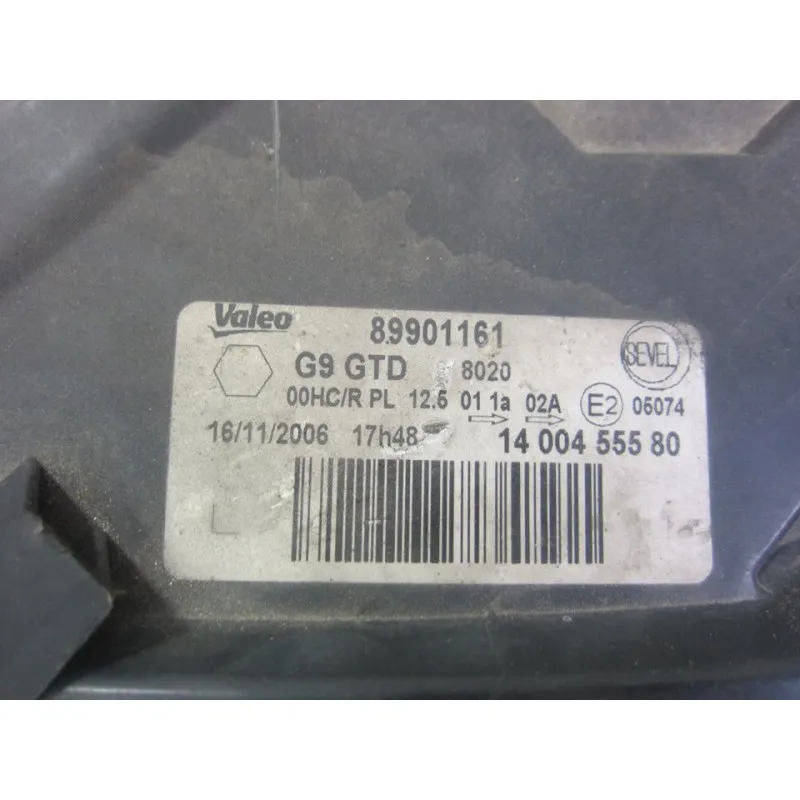 Valeo 89901161
G9 GTD 8020 SEVEL
00HC/R PL 12.5 01 1a 02A E2 05074
16/11/2006 17h48 14 004 555 80
L